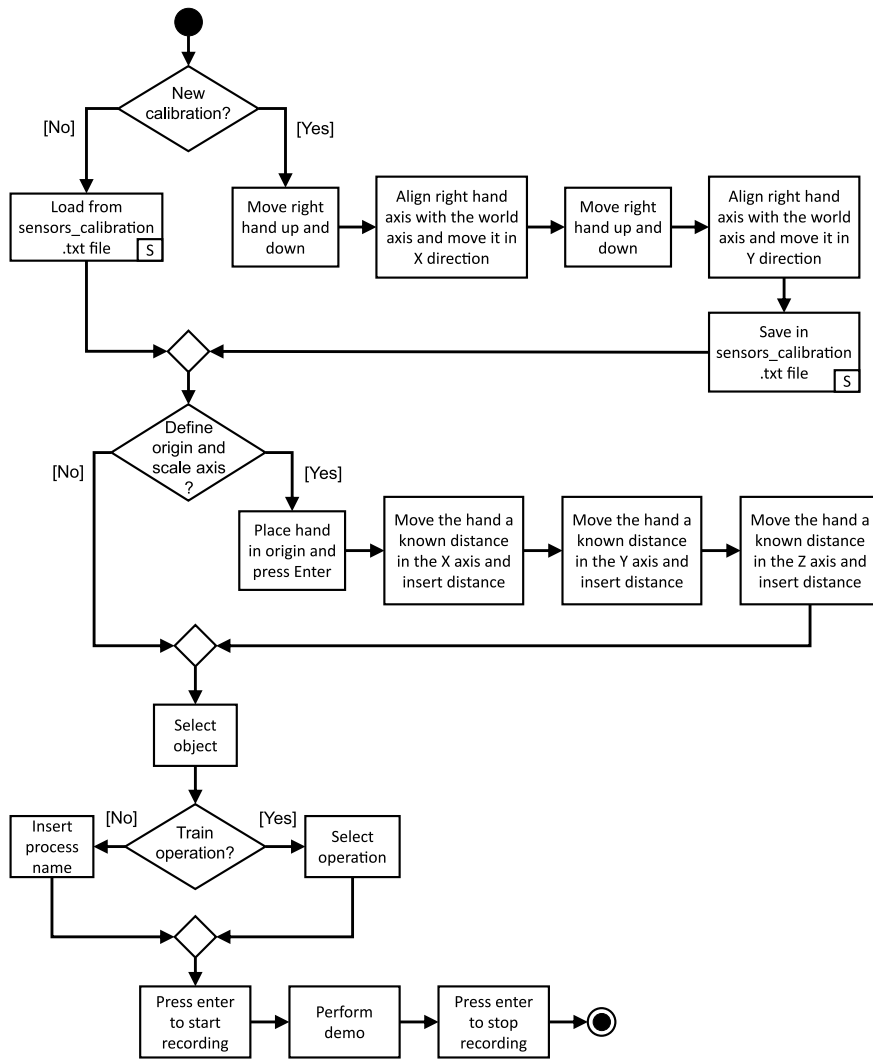 New
calibration?
[No]
[Yes]
Load from
sensors_calibration
.txt file
S
Move right
hand up and
down
Align right hand
axis with the world
axis and move it in
X direction
Move right
hand up and
down
Align right hand
axis with the world
axis and move it in
Y direction
Save in
sensors_calibration
.txt file
S
Define
origin and
scale axis
?
[No]
[Yes]
Place hand
in origin and
press Enter
Move the hand a
known distance
in the X axis and
insert distance
Move the hand a
known distance
in the Y axis and
insert distance
Move the hand a
known distance
in the Z axis and
insert distance
Select
object
Train
operation?
[No]
[Yes]
Insert
process
name
Select
operation
Press enter
to start
recording
Perform
demo
Press enter
to stop
recording